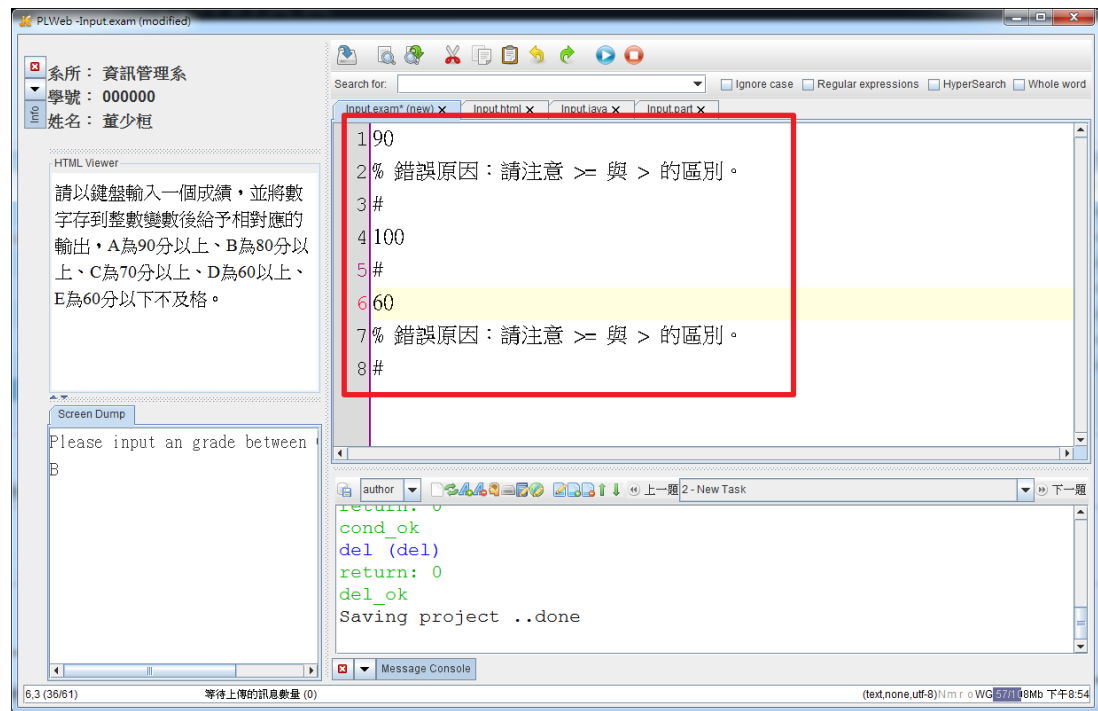 PLWeb -Input.exam (modified)
系所： 資訊管理系
學號： 000000
姓名： 董少桓
Info
HTML Viewer
請以鍵盤輸入一個成績，並將數
字存到整數變數後給予相對應的
輸出，A為90分以上、B為80分以
上、C為70分以上、D為60以上、
E為60分以下不及格。
Screen Dump
Please input an grade between
B
Search for:
Ignore case
Regular expressions
HyperSearch
Whole word
Input.exam* (new) x
Input.html x
Input.java x
Input.part x
1 90
2 % 錯誤原因：請注意 >= 與 > 的區別。
3 #
4 100
5 #
6 60
7 % 錯誤原因：請注意 >= 與 > 的區別。
8 #
author
上一題
2 - New Task
下一題
return: 0
cond_ok
del (del)
return: 0
del_ok
Saving project ..done
Message Console
6,3 (36/61)
等待上傳的訊息數量 (0)
(text,none,utf-8)Nm r o WG 57/108Mb 下午8:54